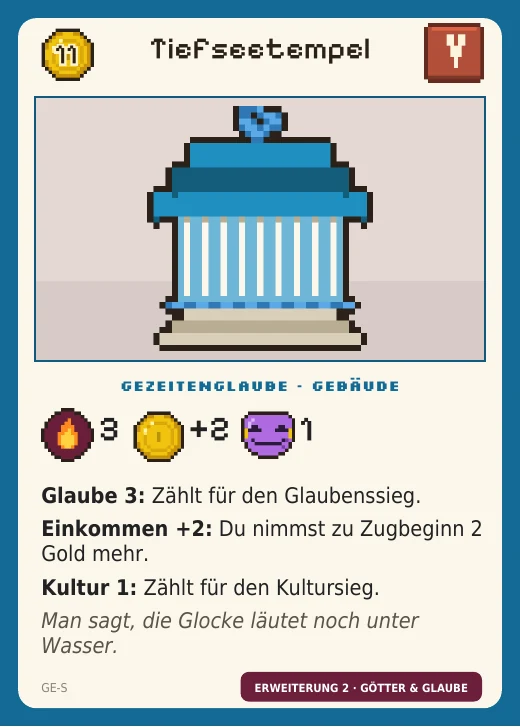 11 Tiefseetempel
GEZEITENGLAUBE - GEBÄUDE
3 +2 1
Glaube 3: Zählt für den Glaubenssieg.
Einkommen +2: Du nimmst zu Zugbeginn 2
Gold mehr.
Kultur 1: Zählt für den Kultursieg.
Man sagt, die Glocke läutet noch unter
Wasser.
GE-S ERWEITERUNG 2 · GÖTTER & GLAUBE